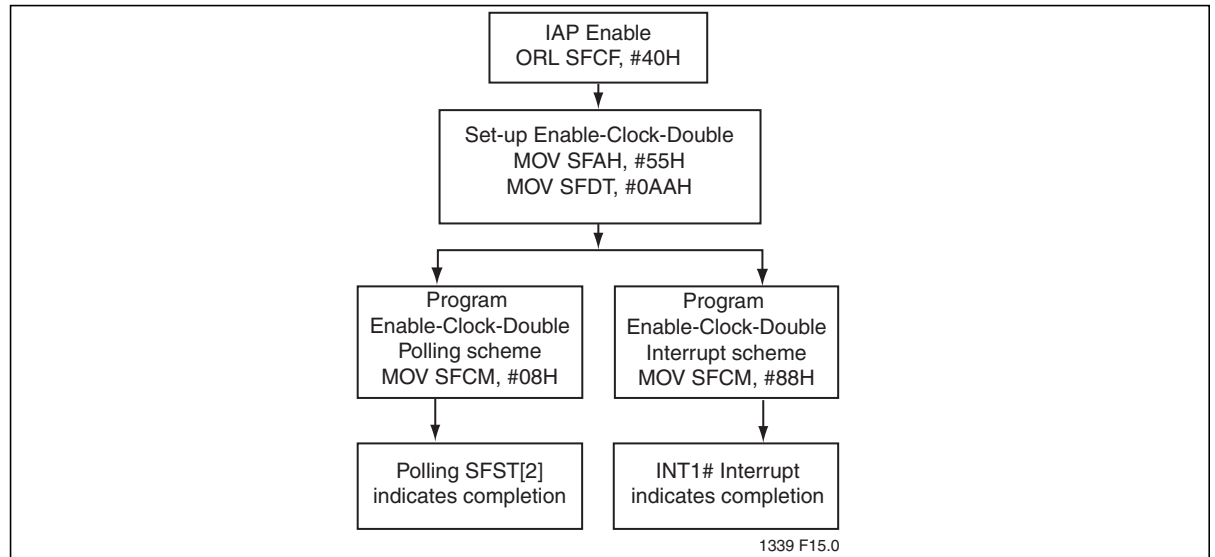 IAP Enable
ORL SFCF, #40H
Set-up Enable-Clock-Double
MOV SFAH, #55H
MOV SFDT, #0AAH
Program
Enable-Clock-Double
Polling scheme
MOV SFCM, #08H
Program
Enable-Clock-Double
Interrupt scheme
MOV SFCM, #88H
Polling SFST[2]
indicates completion
INT1# Interrupt
indicates completion
1339 F15.0